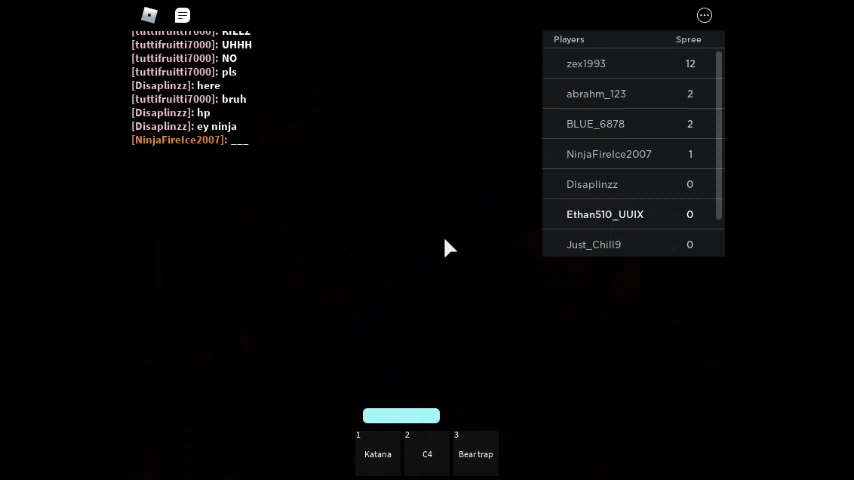 [tuttifruitti7000]: KILLZ
[tuttifruitti7000]: UHHH
[tuttifruitti7000]: NO
[tuttifruitti7000]: pls
[Disaplinzz]: here
[tuttifruitti7000]: bruh
[Disaplinzz]: hp
[Disaplinzz]: ey ninja
[NinjaFireIce2007]: ___
Players Spree
zex1993 12
abrahm_123 2
BLUE_6878 2
NinjaFireIce2007 1
Disaplinzz 0
Ethan510_UUIX 0
Just_Chill9 0
1 2 3
Katana C4 Beartrap